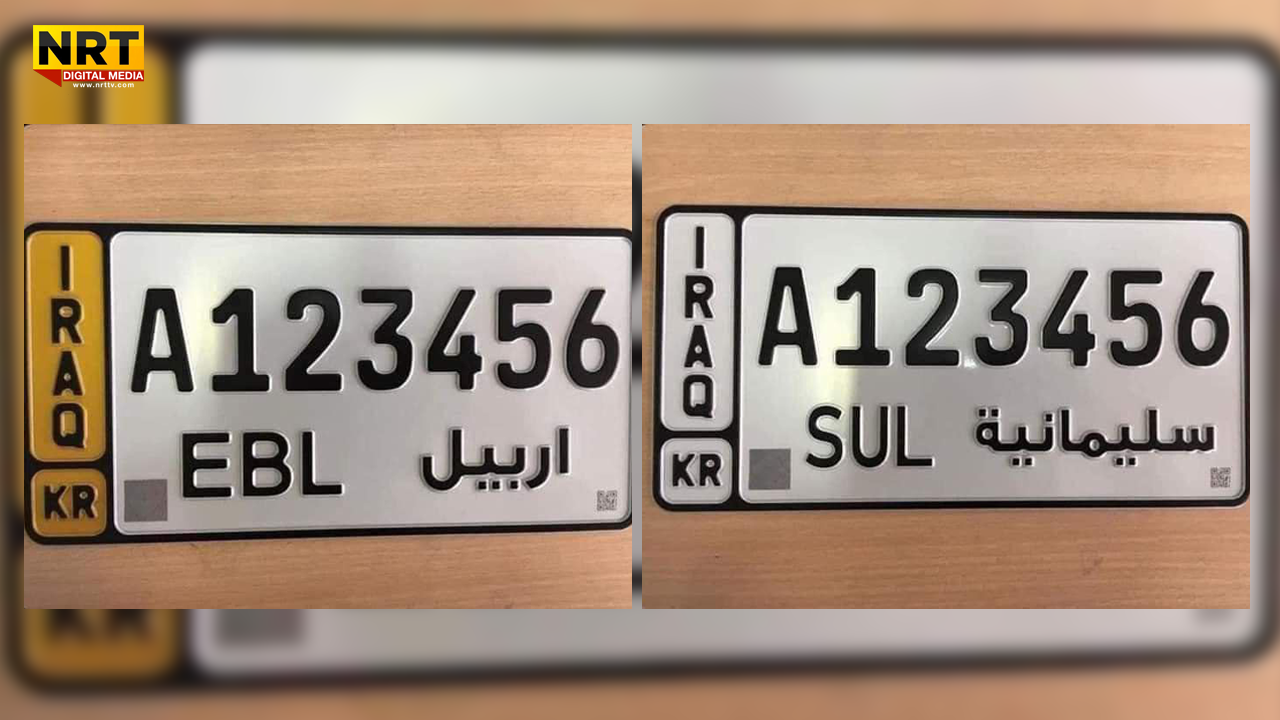 NRT
DIGITAL MEDIA
www.nrttv.com
IRAQ
KR
A123456
EBL اربيل
IRAQ
KR
A123456
SUL سليمانية